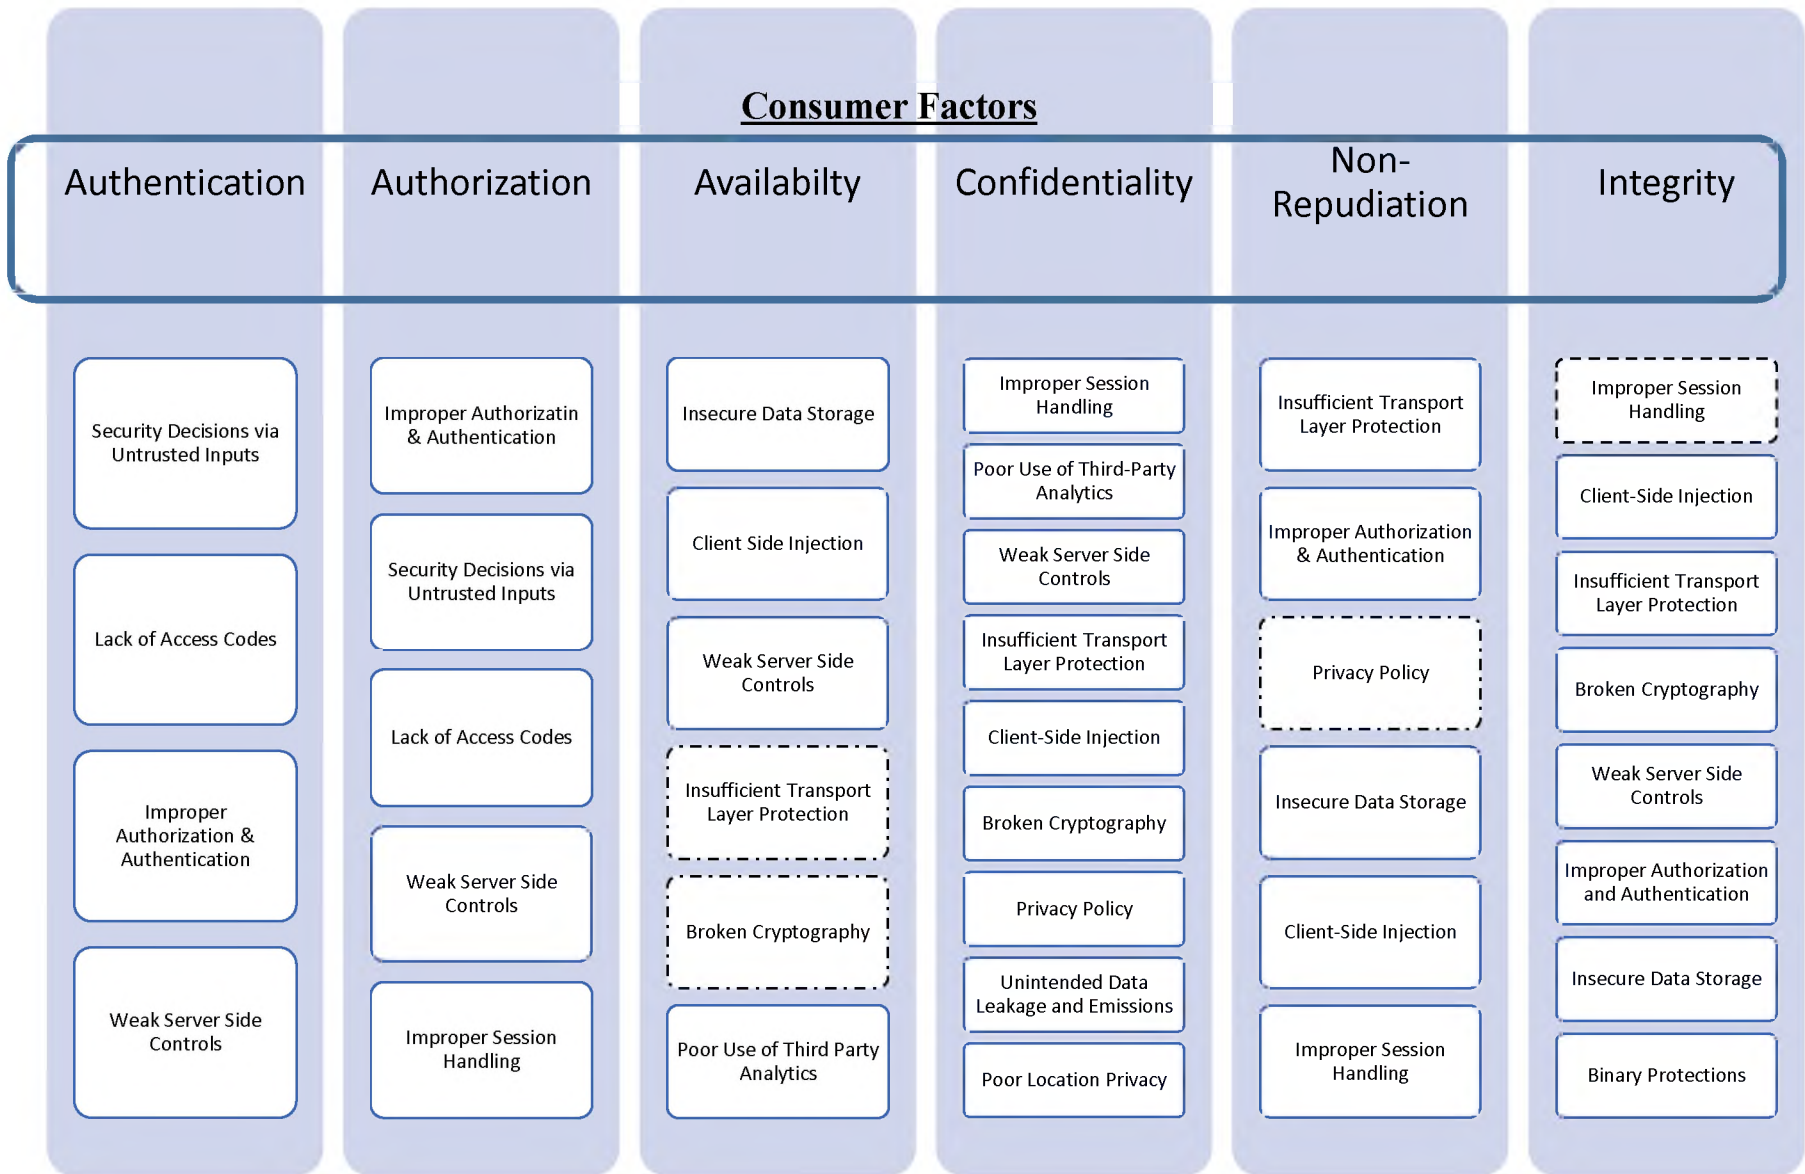 Consumer Factors
Authentication
Authorization
Availabilty
Confidentiality
Non-
Repudiation
Integrity
Security Decisions via
Untrusted Inputs
Lack of Access Codes
Improper
Authorization &
Authentication
Weak Server Side
Controls
Improper Authorizatin
& Authentication
Security Decisions via
Untrusted Inputs
Lack of Access Codes
Weak Server Side
Controls
Improper Session
Handling
Insecure Data Storage
Client Side Injection
Weak Server Side
Controls
Insufficient Transport
Layer Protection
Broken Cryptography
Poor Use of Third Party
Analytics
Improper Session
Handling
Poor Use of Third-Party
Analytics
Weak Server Side
Controls
Insufficient Transport
Layer Protection
Client-Side Injection
Broken Cryptography
Privacy Policy
Unintended Data
Leakage and Emissions
Poor Location Privacy
Insufficient Transport
Layer Protection
Improper Authorization
& Authentication
Privacy Policy
Insecure Data Storage
Client-Side Injection
Improper Session
Handling
Improper Session
Handling
Client-Side Injection
Insufficient Transport
Layer Protection
Broken Cryptography
Weak Server Side
Controls
Improper Authorization
and Authentication
Insecure Data Storage
Binary Protections